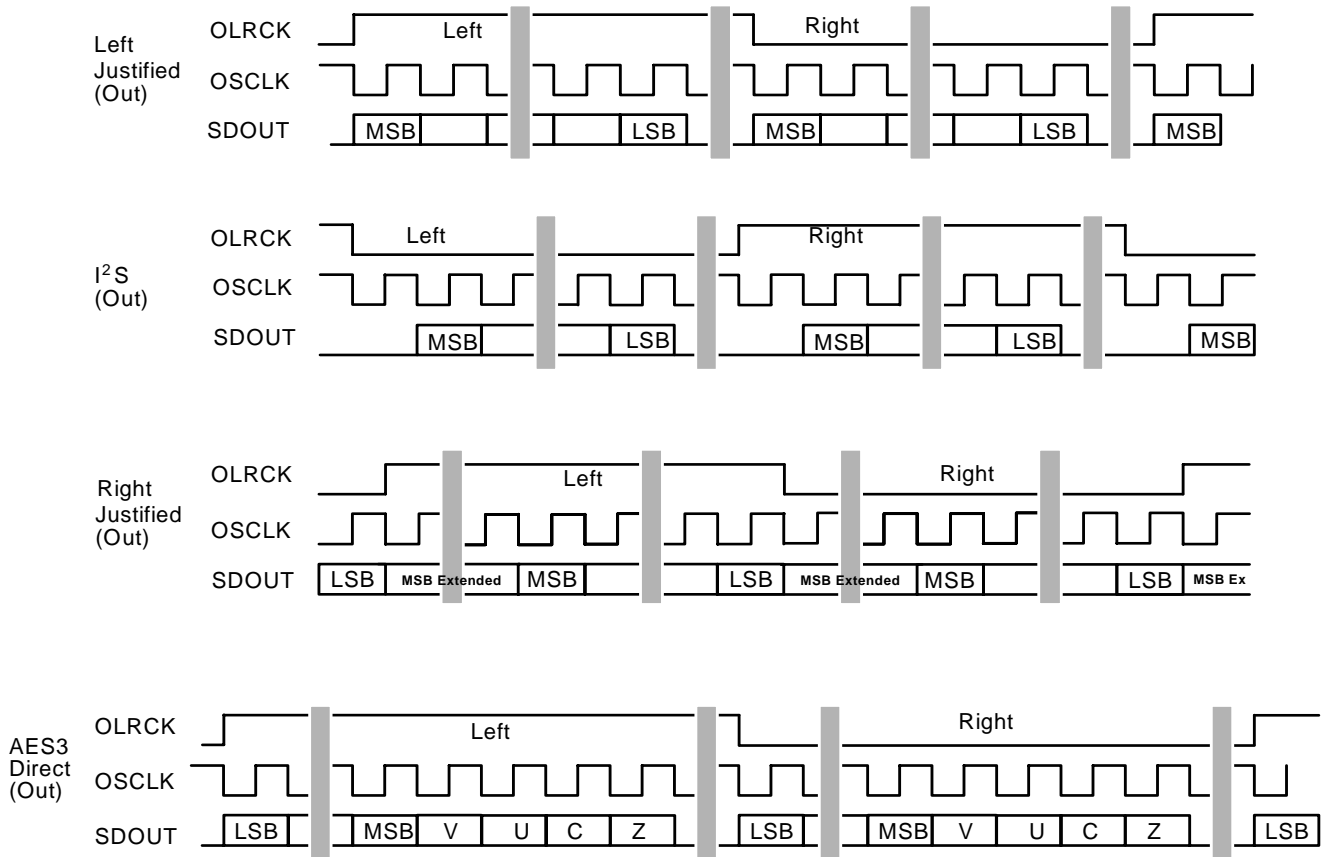 Left
Justified
(Out)
OLRCK Left Right
OSCLK
SDOUT MSB LSB MSB LSB MSB
I²S
(Out)
OLRCK Left Right
OSCLK
SDOUT MSB LSB MSB LSB MSB
Right
Justified
(Out)
OLRCK Left Right
OSCLK
SDOUT LSB MSB Extended MSB LSB MSB Extended MSB LSB MSB Ex
AES3
Direct
(Out)
OLRCK Left Right
OSCLK
SDOUT LSB MSB V U C Z LSB MSB V U C Z LSB